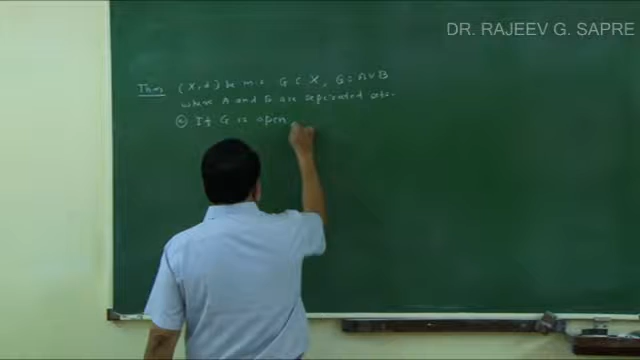 DR. RAJEEV G. SAPRE
Thm (X, d) be m.s. G ⊂ X, G = A ∪ B
where A and B are separated sets.
(a) If G is open